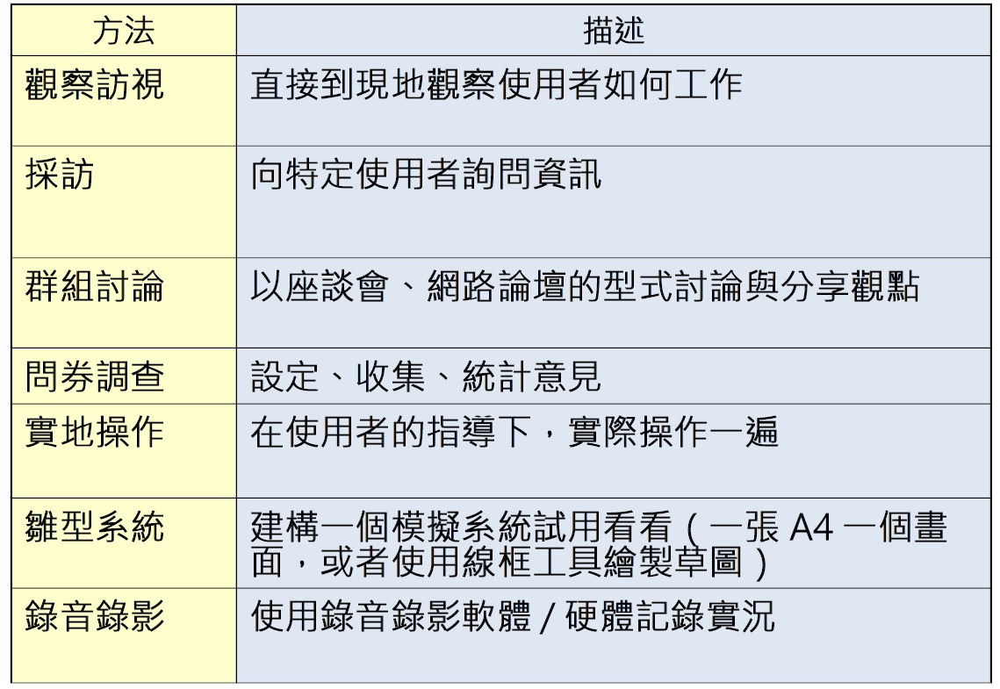 方法 描述
觀察訪視 直接到現地觀察使用者如何工作
採訪 向特定使用者詢問資訊
群組討論 以座談會、網路論壇的型式討論與分享觀點
問券調查 設定、收集、統計意見
實地操作 在使用者的指導下，實際操作一遍
雛型系統 建構一個模擬系統試用看看(一張 A4 一個畫
面，或者使用線框工具繪製草圖)
錄音錄影 使用錄音錄影軟體/硬體記錄實況